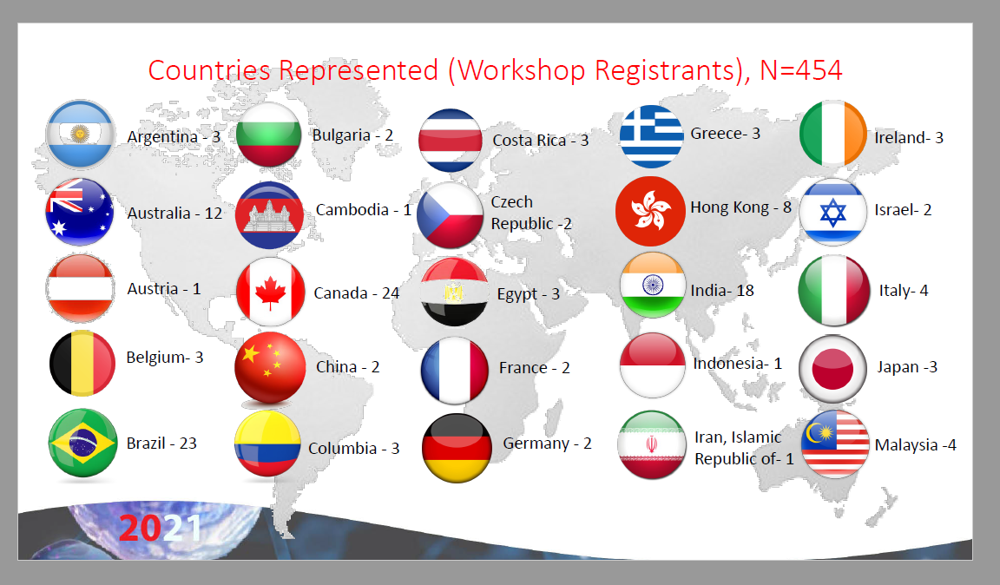 Countries Represented (Workshop Registrants), N=454
Argentina - 3
Australia - 12
Austria - 1
Belgium- 3
Brazil - 23
Bulgaria - 2
Cambodia - 1
Canada - 24
China - 2
Columbia - 3
Costa Rica - 3
Czech
Republic -2
Egypt - 3
France - 2
Germany - 2
Greece- 3
Hong Kong - 8
India- 18
Indonesia- 1
Iran, Islamic
Republic of- 1
Ireland- 3
Israel- 2
Italy- 4
Japan -3
Malaysia -4
2021